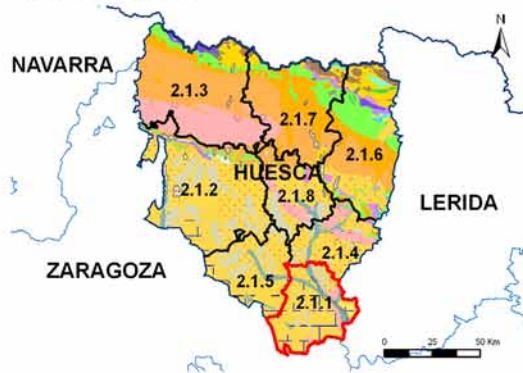 N
NAVARRA
2.1.3
2.1.7
2.1.6
HUESCA
2.1.2
2.1.8
LERIDA
2.1.4
ZARAGOZA
2.1.5
2.1.1
0 25 50 Km